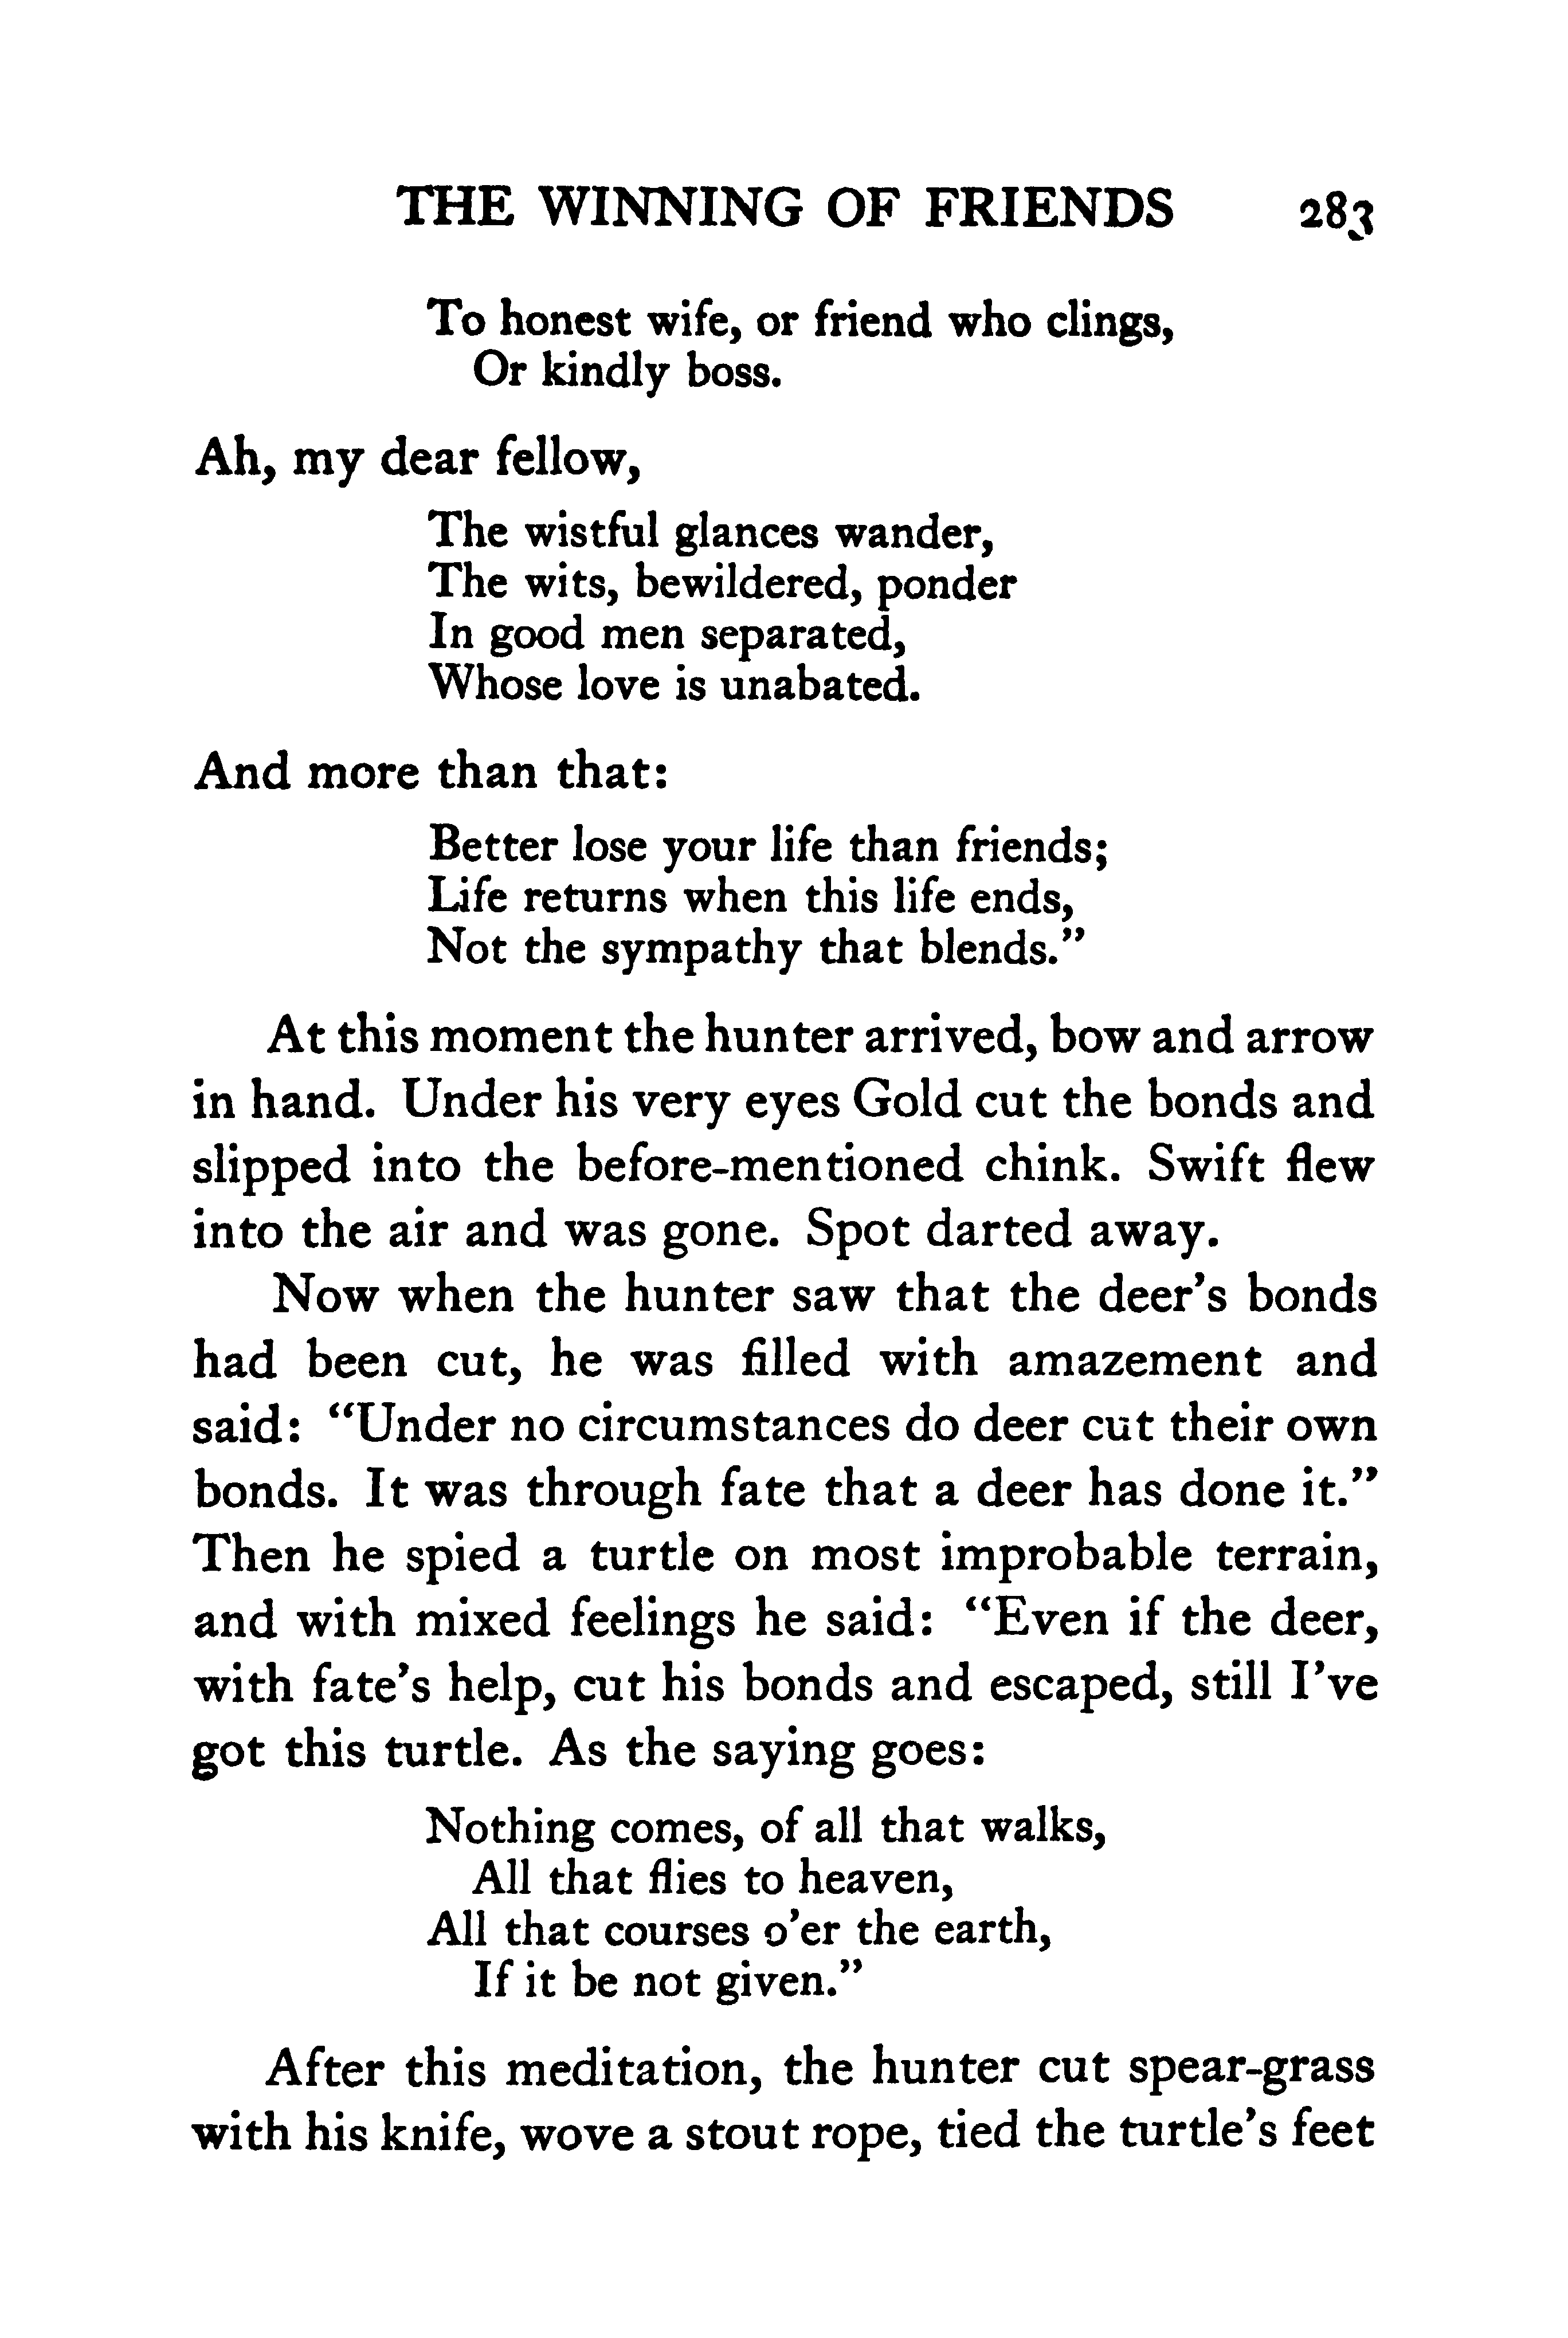 THE WINNING OF FRIENDS 283
To honest wife, or friend who clings,
Or kindly boss.
Ah, my dear fellow,
The wistful glances wander,
The wits, bewildered, ponder
In good men separated,
Whose love is unabated.
And more than that:
Better lose your life than friends;
Life returns when this life ends,
Not the sympathy that blends.”
At this moment the hunter arrived, bow and arrow
in hand. Under his very eyes Gold cut the bonds and
slipped into the before-mentioned chink. Swift flew
into the air and was gone. Spot darted away.
Now when the hunter saw that the deer’s bonds
had been cut, he was filled with amazement and
said: “Under no circumstances do deer cut their own
bonds. It was through fate that a deer has done it.”
Then he spied a turtle on most improbable terrain,
and with mixed feelings he said: “Even if the deer,
with fate’s help, cut his bonds and escaped, still I’ve
got this turtle. As the saying goes:
Nothing comes, of all that walks,
All that flies to heaven,
All that courses o’er the earth,
If it be not given.”
After this meditation, the hunter cut spear-grass
with his knife, wove a stout rope, tied the turtle’s feet